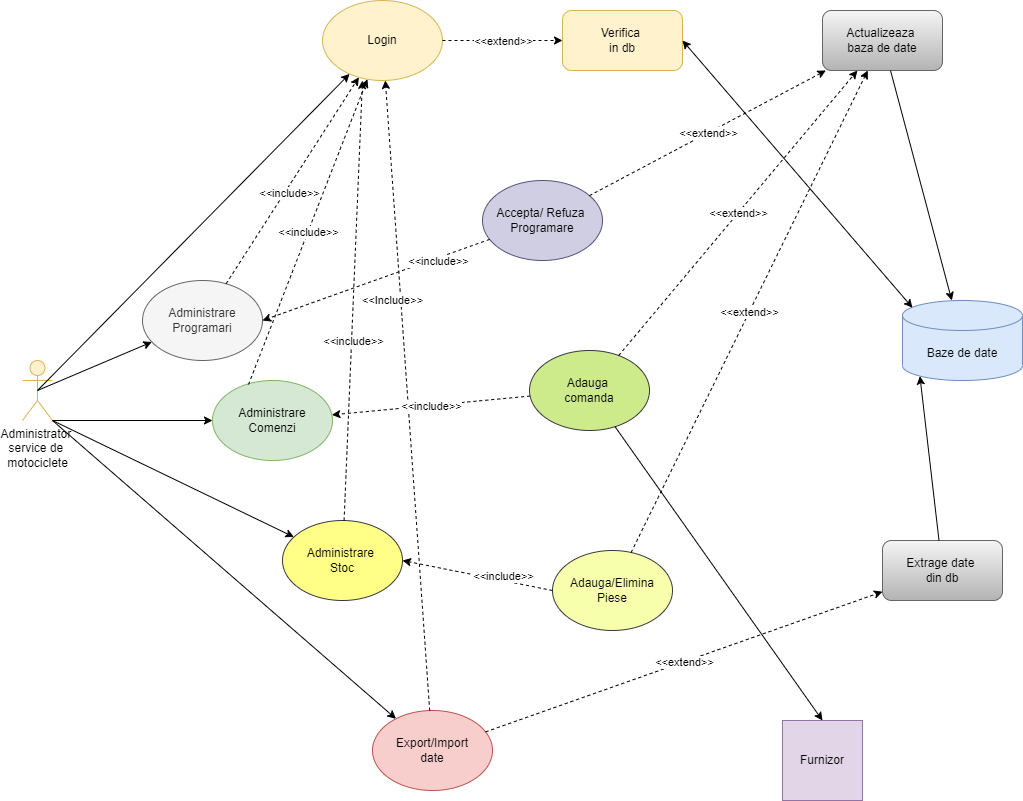 Login
<<extend>>
Verifica
in db
Actualizeaza
baza de date
<<extend>>
<<include>>
Accepta/ Refuza
Programare
<<extend>>
<<include>>
<<include>>
<<Include>>
Administrare
Programari
<<extend>>
<<include>>
Baze de date
Adauga
comanda
<<include>>
Administrare
Comenzi
Administrator
service de
motociclete
Administrare
Stoc
<<include>>
Adauga/Elimina
Piese
Extrage date
din db
<<extend>>
Export/Import
date
Furnizor